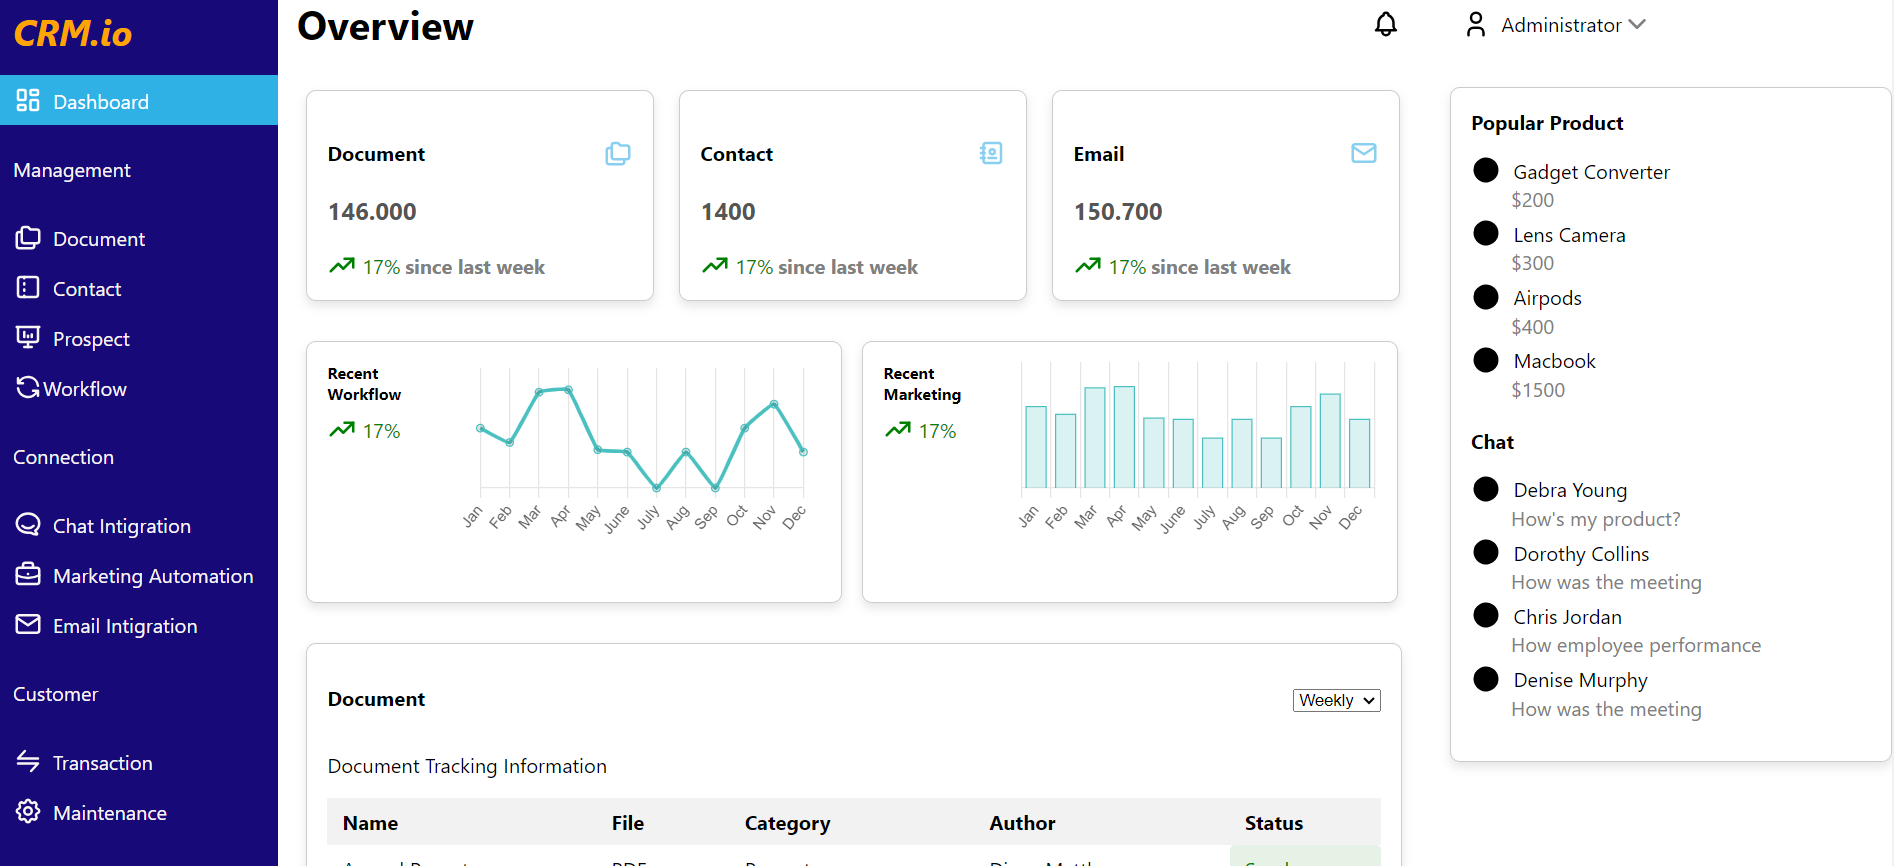 CRM.io
Dashboard
Management
Document
Contact
Prospect
Workflow
Connection
Chat Intigration
Marketing Automation
Email Intigration
Customer
Transaction
Maintenance
Overview
Administrator
Document
146.000
17% since last week
Contact
1400
17% since last week
Email
150.700
17% since last week
Recent
Workflow
17%
Jan Feb Mar Apr May June July Aug Sep Oct Nov Dec
Recent
Marketing
17%
Jan Feb Mar Apr May June July Aug Sep Oct Nov Dec
Document
Weekly
Document Tracking Information
Name File Category Author Status
Popular Product
Gadget Converter
$200
Lens Camera
$300
Airpods
$400
Macbook
$1500
Chat
Debra Young
How's my product?
Dorothy Collins
How was the meeting
Chris Jordan
How employee performance
Denise Murphy
How was the meeting